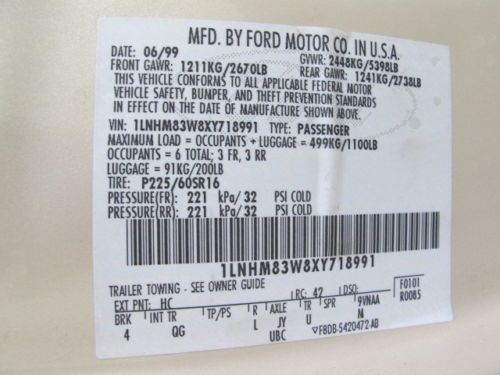 MFD. BY FORD MOTOR CO. IN U.S.A.
DATE: 06/99 GVWR: 2448KG/5398LB
FRONT GAWR: 1211KG/2670LB REAR GAWR: 1241KG/2738LB
THIS VEHICLE CONFORMS TO ALL APPLICABLE FEDERAL MOTOR
VEHICLE SAFETY, BUMPER, AND THEFT PREVENTION STANDARDS
IN EFFECT ON THE DATE OF MANUFACTURE SHOWN ABOVE.
VIN: 1LNHM83W8XY718991 TYPE: PASSENGER
MAXIMUM LOAD = OCCUPANTS + LUGGAGE = 499KG/1100LB
OCCUPANTS = 6 TOTAL; 3 FR, 3 RR
LUGGAGE = 91KG/200LB
TIRE: P225/60SR16
PRESSURE(FR): 221 kPa/32 PSI COLD
PRESSURE(RR): 221 kPa/32 PSI COLD
1LNHM83W8XY718991
TRAILER TOWING - SEE OWNER GUIDE
EXT PNT: HC RC: 42 DSO: F0101
BRK INT TR TP/PS R AXLE TR SPR 9VNAA R0085
4 QG L JY U N
UBC ▽F8DB-5420472-AB